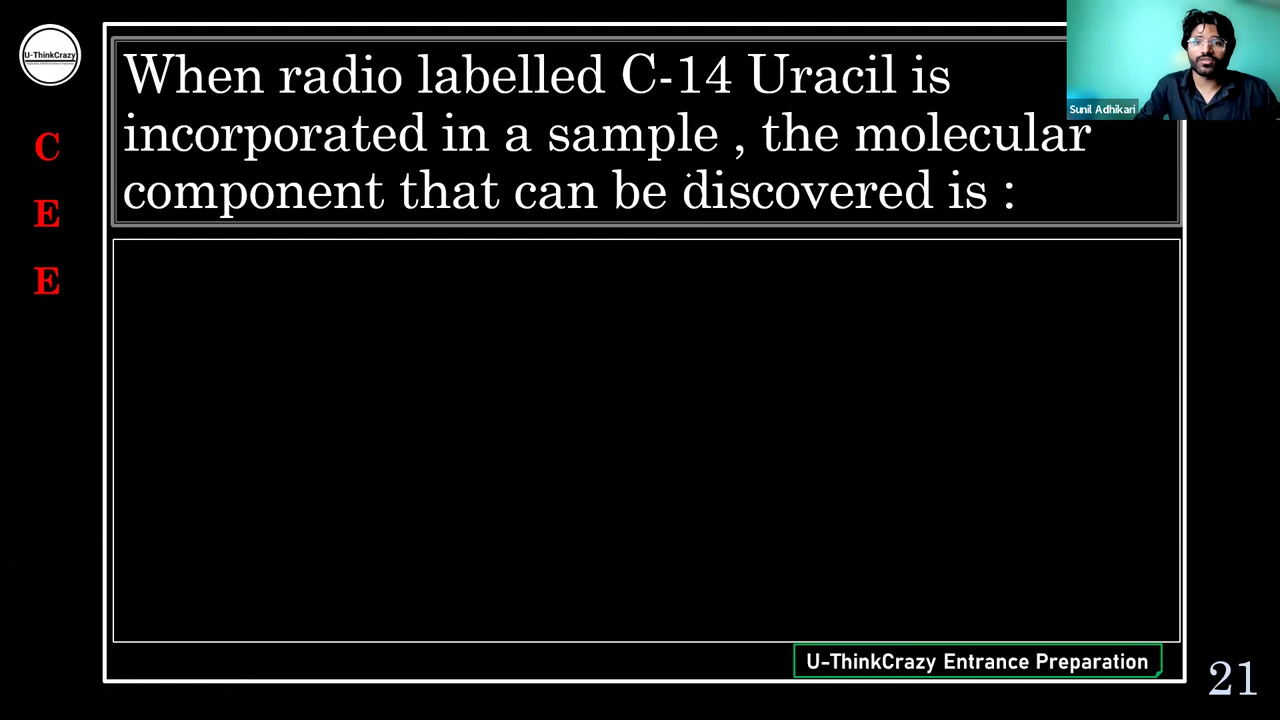 U-ThinkCrazy
When radio labelled C-14 Uracil is
incorporated in a sample , the molecular
component that can be discovered is :
Sunil Adhikari
C
E
E
U-ThinkCrazy Entrance Preparation
21